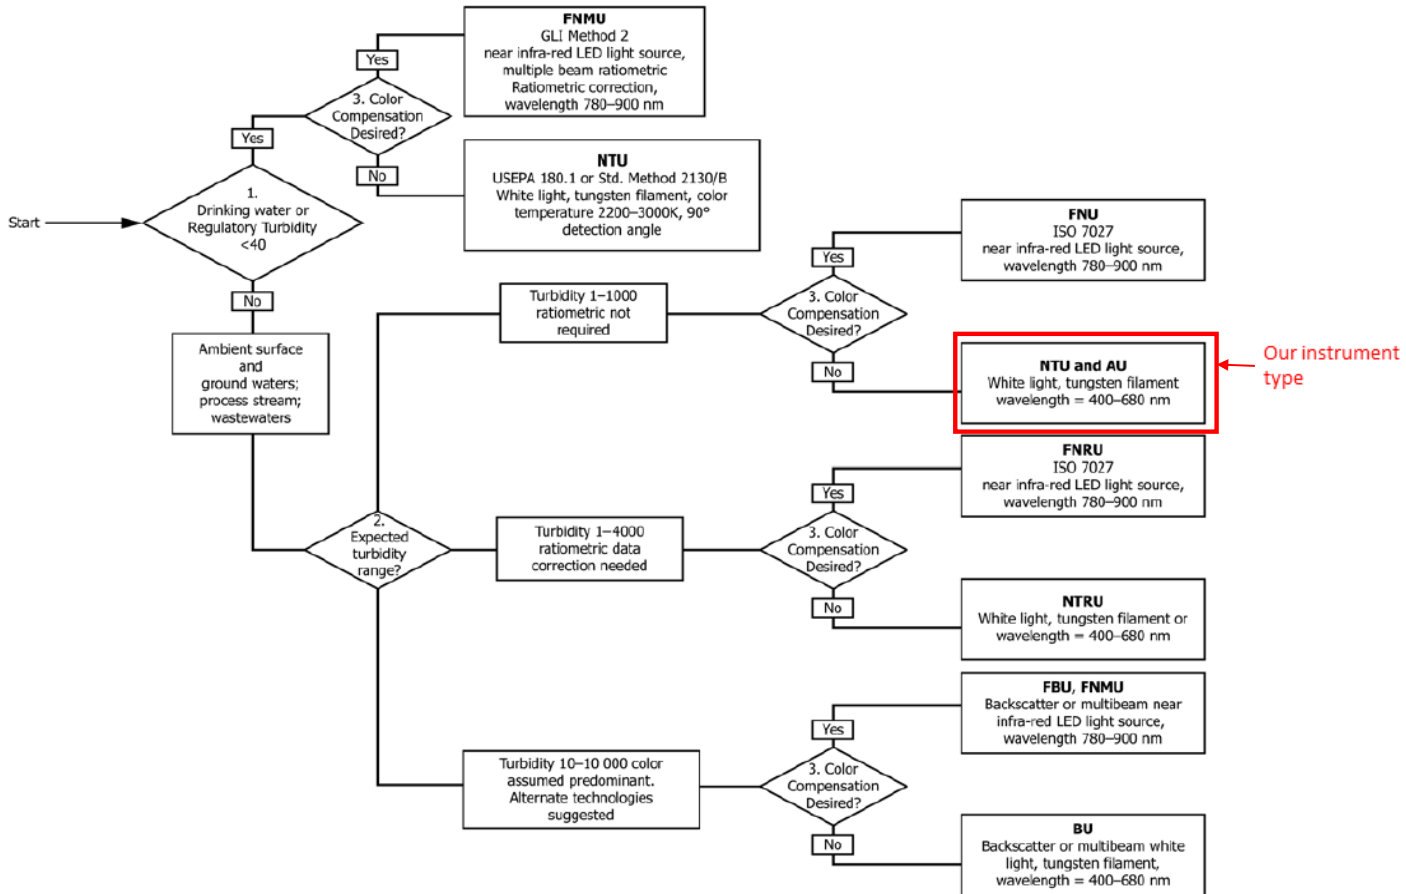 FNMU
GLI Method 2
near infra-red LED light source,
multiple beam ratiometric
Ratiometric correction,
wavelength 780–900 nm
Yes
3. Color
Compensation
Desired?
Yes
No
NTU
USEPA 180.1 or Std. Method 2130/B
White light, tungsten filament, color
temperature 2200–3000K, 90°
detection angle
1.
Drinking water or
Regulatory Turbidity
<40
Start
No
FNU
ISO 7027
near infra-red LED light source,
wavelength 780–900 nm
Yes
Turbidity 1–1000
ratiometric not
required
3. Color
Compensation
Desired?
No
Ambient surface
and
ground waters;
process stream;
wastewaters
NTU and AU
White light, tungsten filament
wavelength = 400–680 nm
Our instrument
type
FNRU
ISO 7027
near infra-red LED light source,
wavelength 780–900 nm
Yes
2.
Expected
turbidity
range?
Turbidity 1–4000
ratiometric data
correction needed
3. Color
Compensation
Desired?
No
NTRU
White light, tungsten filament or
wavelength = 400–680 nm
FBU, FNMU
Backscatter or multibeam near
infra-red LED light source,
wavelength 780–900 nm
Yes
Turbidity 10–10 000 color
assumed predominant.
Alternate technologies
suggested
3. Color
Compensation
Desired?
No
BU
Backscatter or multibeam white
light, tungsten filament,
wavelength = 400–680 nm